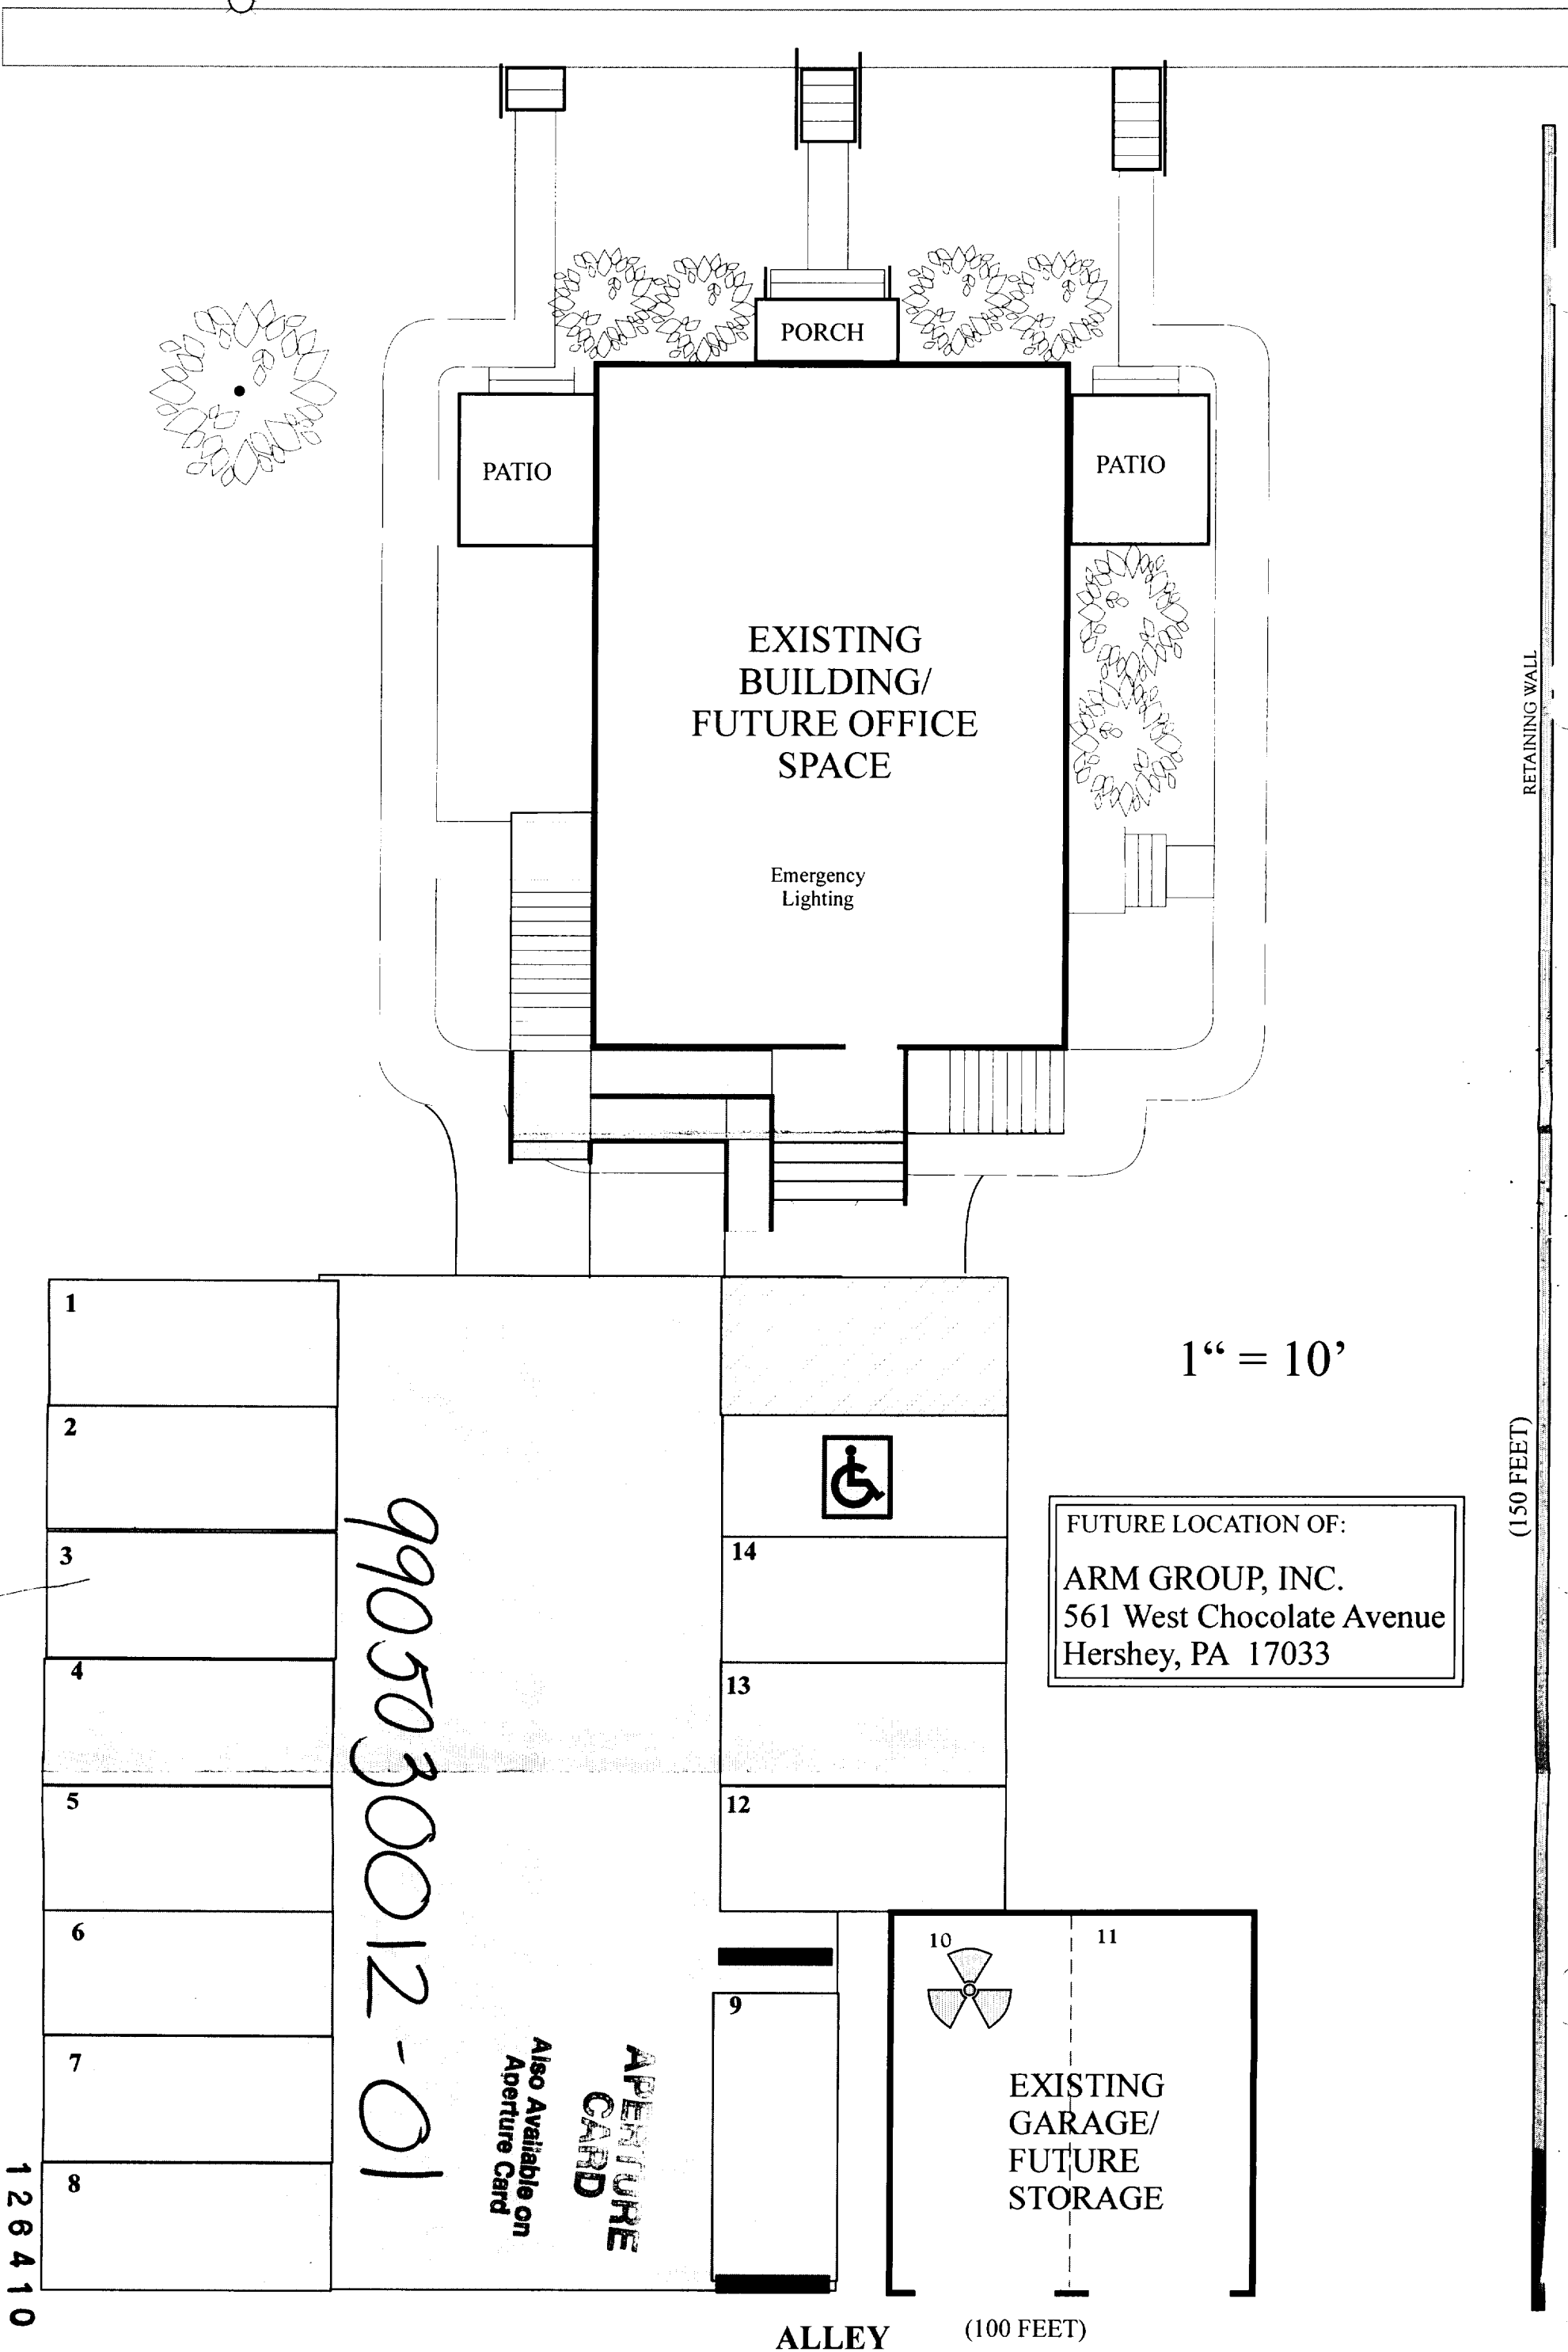 PORCH
PATIO
PATIO
EXISTING
BUILDING/
FUTURE OFFICE
SPACE
Emergency
Lighting
RETAINING WALL
1
2
3
4
5
6
7
8
1“ = 10’
(150 FEET)
FUTURE LOCATION OF:
ARM GROUP, INC.
561 West Chocolate Avenue
Hershey, PA 17033
14
13
12
9
10
11
EXISTING
GARAGE/
FUTURE
STORAGE
9905030012-01
APERTURE
CARD
Also Available on
Aperture Card
126410
ALLEY
(100 FEET)